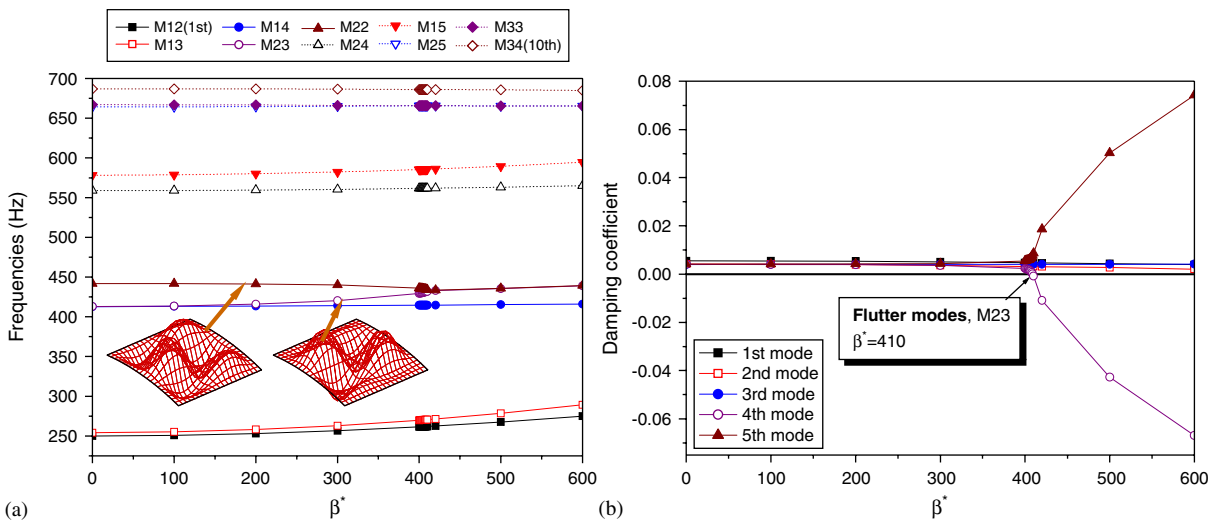 M12(1st) M14 M22 M15 M33
M13 M23 M24 M25 M34(10th)
700
650
600
550
500
450
400
350
300
250
Frequencies (Hz)
0 100 200 300 400 500 600
β*
(a)
0.08
0.06
0.04
0.02
0.00
-0.02
-0.04
-0.06
Damping coefficient
Flutter modes, M23
β*=410
1st mode
2nd mode
3rd mode
4th mode
5th mode
0 100 200 300 400 500 600
β*
(b)